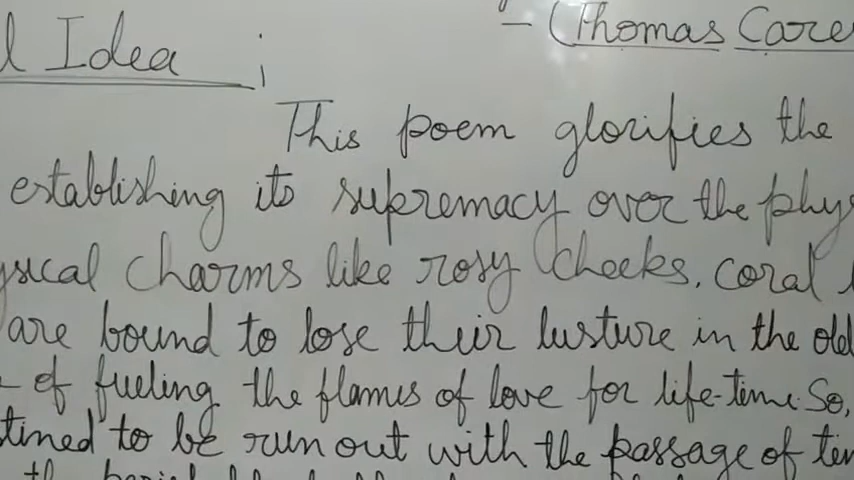 - (Thomas Care
l Idea :
This poem glorifies the
establishing its supremacy over the phys
ysical charms like rosy cheeks, coral
are bound to lose their lusture in the old
of fueling the flames of love for life-time. So,
tined to be run out with the passage of tim